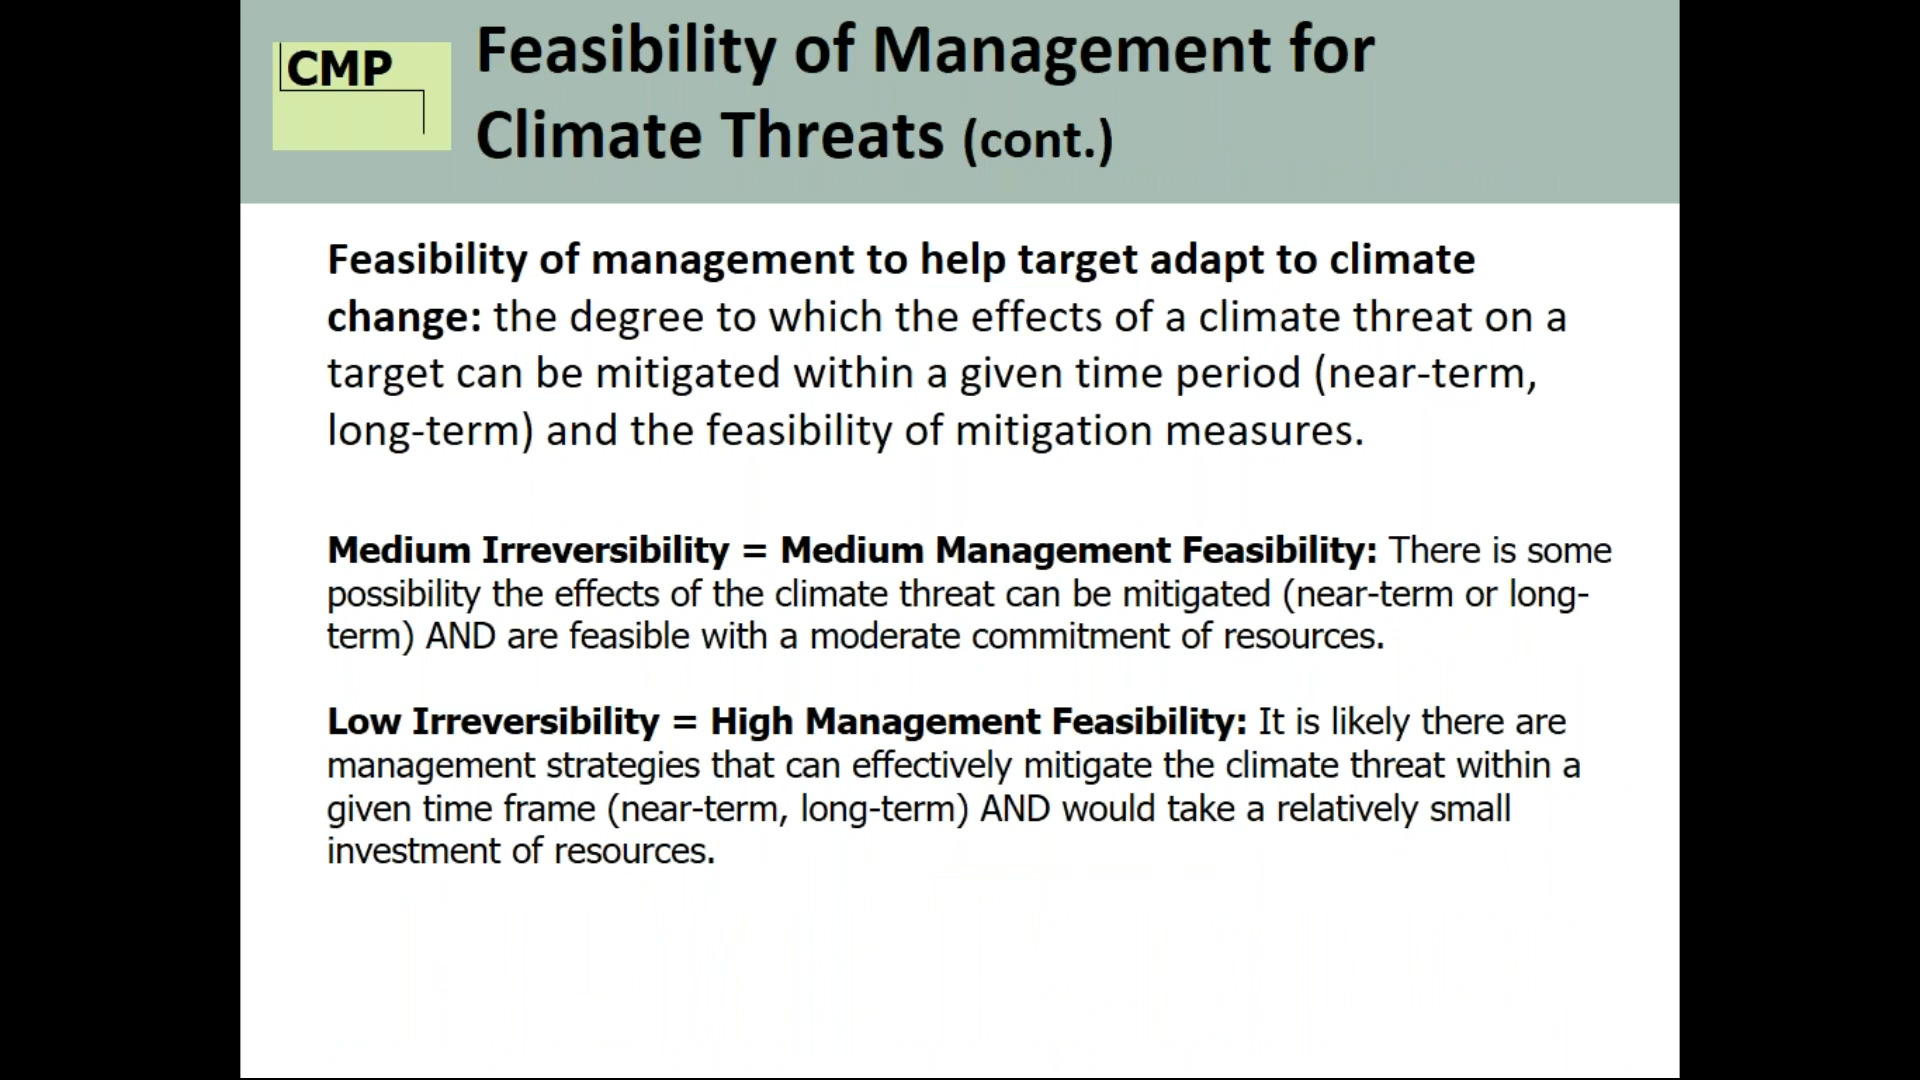 CMP
Feasibility of Management for
Climate Threats (cont.)
Feasibility of management to help target adapt to climate
change: the degree to which the effects of a climate threat on a
target can be mitigated within a given time period (near-term,
long-term) and the feasibility of mitigation measures.
Medium Irreversibility = Medium Management Feasibility: There is some
possibility the effects of the climate threat can be mitigated (near-term or long-
term) AND are feasible with a moderate commitment of resources.
Low Irreversibility = High Management Feasibility: It is likely there are
management strategies that can effectively mitigate the climate threat within a
given time frame (near-term, long-term) AND would take a relatively small
investment of resources.